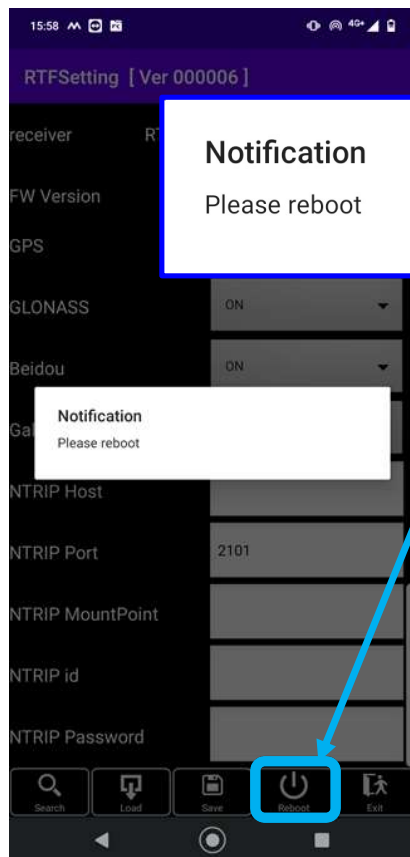 15:58
4G+
RTFSetting [ Ver 000006 ]
receiver
Notification
Please reboot
FW Version
GPS
GLONASS ON
Beidou ON
Notification
Please reboot
NTRIP Host
NTRIP Port 2101
NTRIP MountPoint
NTRIP id
NTRIP Password
Search Load Save Reboot Exit